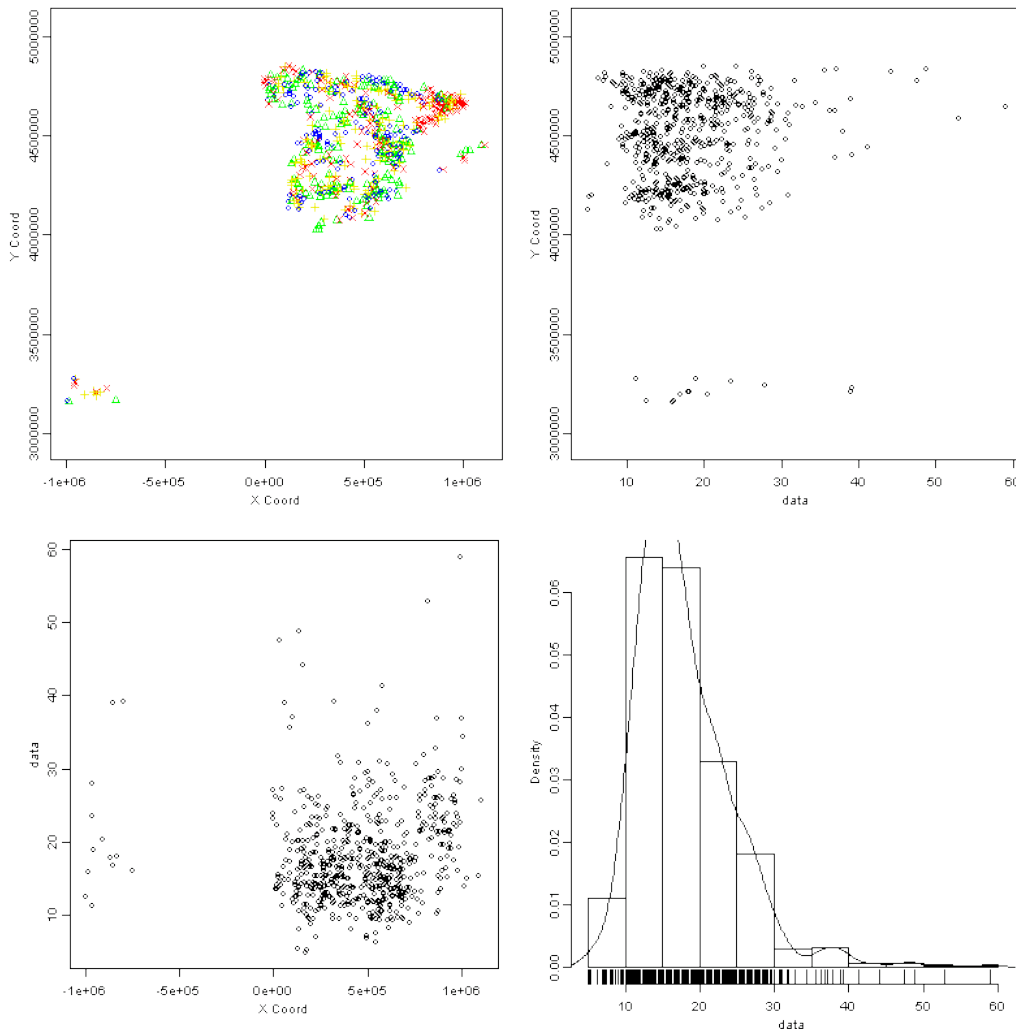 5000000
4500000
4000000
3500000
3000000
Y Coord
-1e+06
-5e+05
0e+00
5e+05
1e+06
X Coord
5000000
4500000
4000000
3500000
3000000
Y Coord
10
20
30
40
50
60
data
60
50
40
30
20
10
data
-1e+06
-5e+05
0e+00
5e+05
1e+06
X Coord
0.06
0.05
0.04
0.03
0.02
0.01
0.00
Density
10
20
30
40
50
60
data